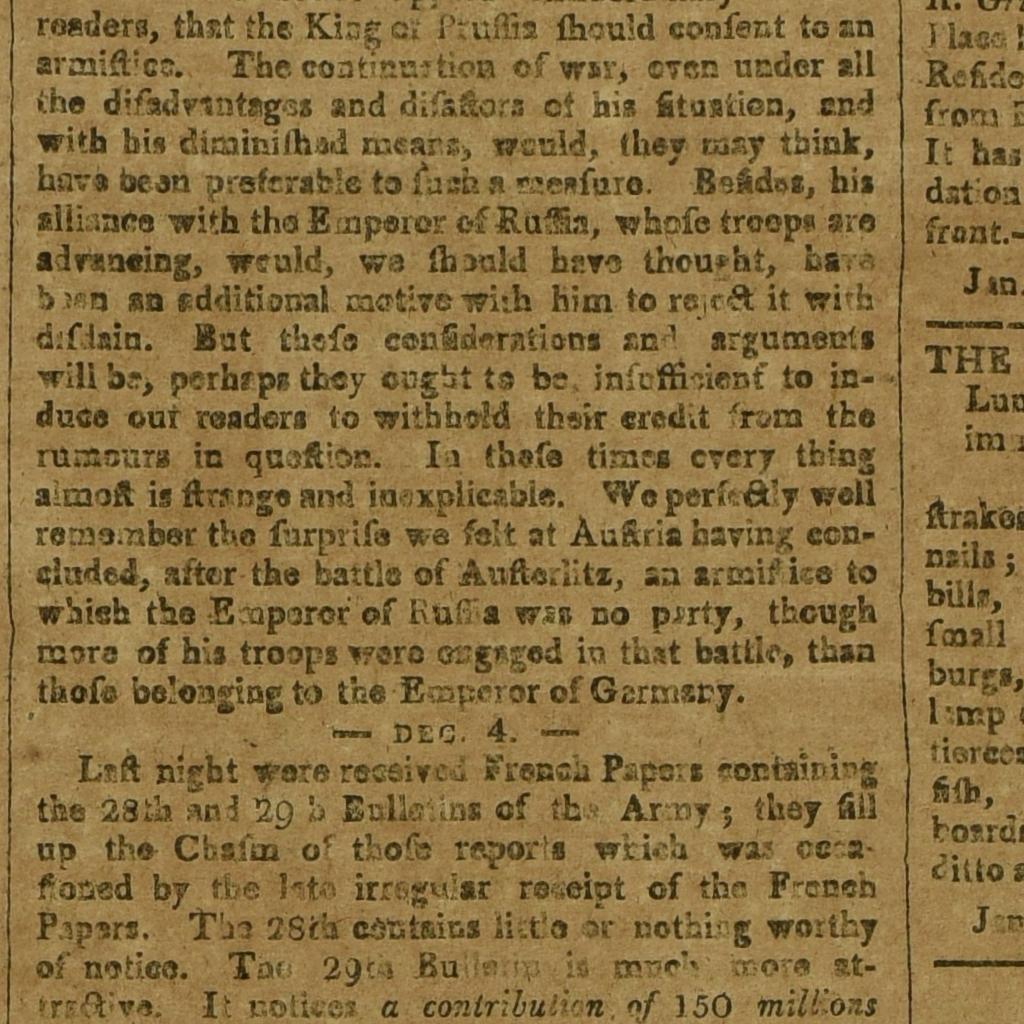 readers, that the King of Pruſſia ſhould conſent to an
armiſtice. The continuation of war, even under all
the diſadvantages and diſaſters of his ſituation, and
with his diminiſhed means, would, they may think,
have been preferable to ſuch a meaſure. Beſides, his
alliance with the Emperor of Ruſſia, whoſe troops are
advancing, would, we ſhould have thought, have
been an additional motive with him to reject it with
diſdain. But theſe conſiderations and arguments
will be, perhaps they ought to be, inſufficient to in-
duce our readers to withhold their credit from the
rumours in queſtion. In theſe times every thing
almoſt is ſtrange and inexplicable. We perfectly well
remember the ſurpriſe we felt at Auſtria having con-
cluded, after the battle of Auſterlitz, an armiſtice to
which the Emperor of Ruſſia was no party, though
more of his troops were engaged in that battle, than
thoſe belonging to the Emperor of Germany.
— DEC. 4. —
Laſt night were received French Papers containing
the 28th and 29th Bulletins of the Army; they fill
up the Chaſm of thoſe reports which was occa-
ſioned by the late irregular receipt of the French
Papers. The 28th contains little or nothing worthy
of notice. The 29th Bulletin is much more at-
tractive. It notices a contribution of 150 millions
Place
Reſide
from
It has
dation
front.—
Jan.
THE
ſtrakes
nails;
bills,
ſmall
burgs,
lamp
tierces
fiſh,
boards
ditto